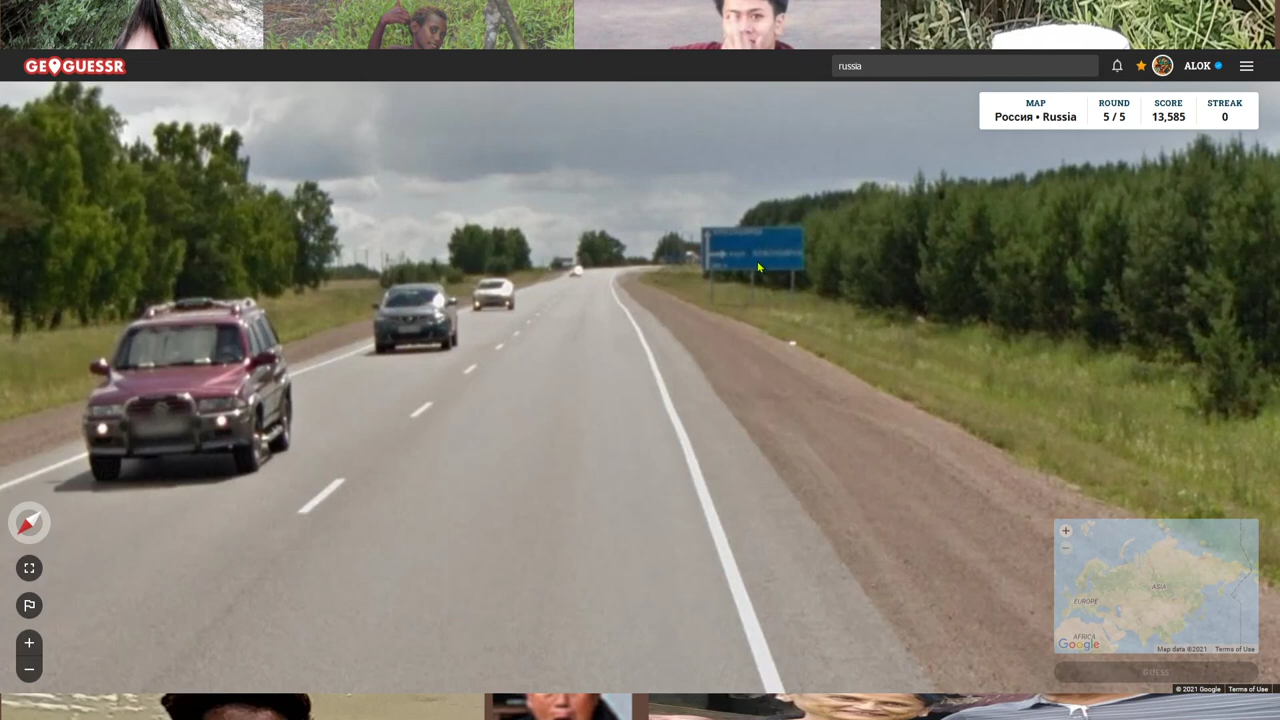 GEOGUESSR
russia
ALOK
MAP
ROUND
SCORE
STREAK
Россия • Russia
5 / 5
13,585
0
ASIA
EUROPE
AFRICA
Google
Map data ©2021
Terms of Use
GUESS
© 2021 Google
Terms of Use